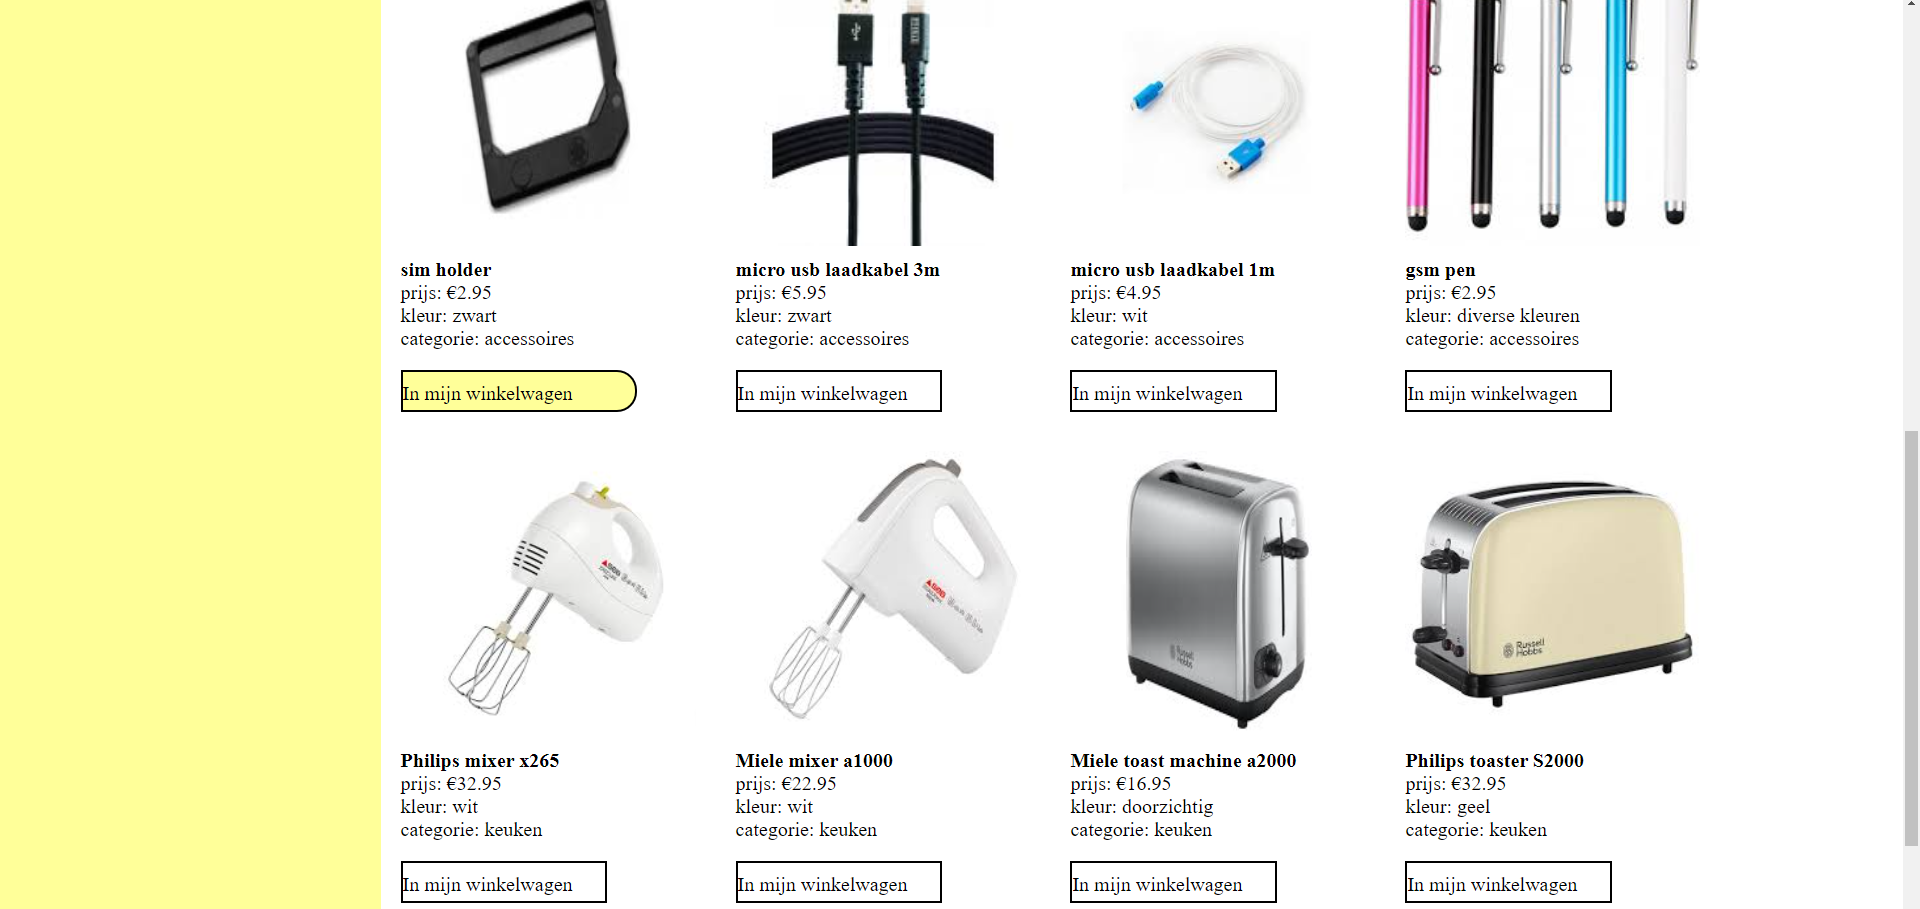 sim holder
prijs: €2.95
kleur: zwart
categorie: accessoires
In mijn winkelwagen
micro usb laadkabel 3m
prijs: €5.95
kleur: zwart
categorie: accessoires
In mijn winkelwagen
micro usb laadkabel 1m
prijs: €4.95
kleur: wit
categorie: accessoires
In mijn winkelwagen
gsm pen
prijs: €2.95
kleur: diverse kleuren
categorie: accessoires
In mijn winkelwagen
Philips mixer x265
prijs: €32.95
kleur: wit
categorie: keuken
In mijn winkelwagen
Miele mixer a1000
prijs: €22.95
kleur: wit
categorie: keuken
In mijn winkelwagen
Russell
Hobbs
Miele toast machine a2000
prijs: €16.95
kleur: doorzichtig
categorie: keuken
In mijn winkelwagen
Russell
Hobbs
Philips toaster S2000
prijs: €32.95
kleur: geel
categorie: keuken
In mijn winkelwagen